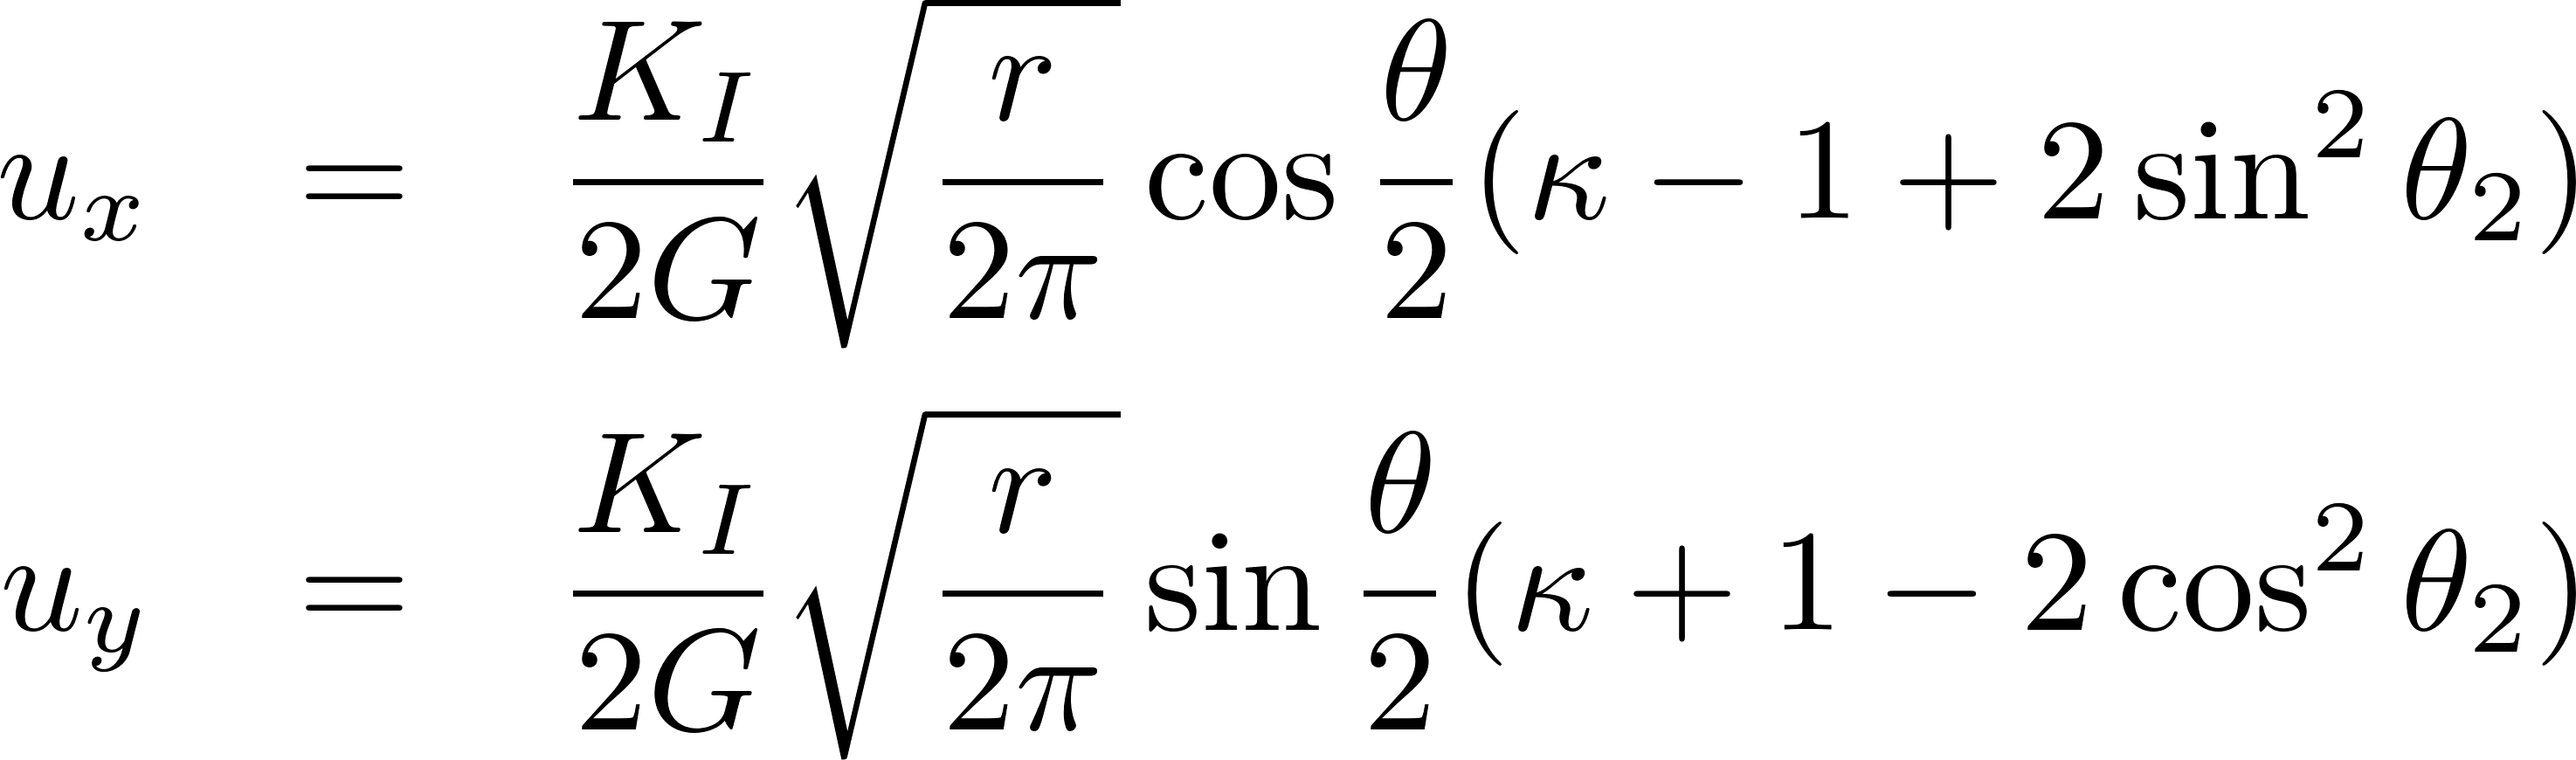 u_x = \frac{K_I}{2G} \sqrt{\frac{r}{2\pi}} \cos \frac{\theta}{2} (\kappa - 1 + 2 \sin^2 \theta_2)
u_y = \frac{K_I}{2G} \sqrt{\frac{r}{2\pi}} \sin \frac{\theta}{2} (\kappa + 1 - 2 \cos^2 \theta_2)